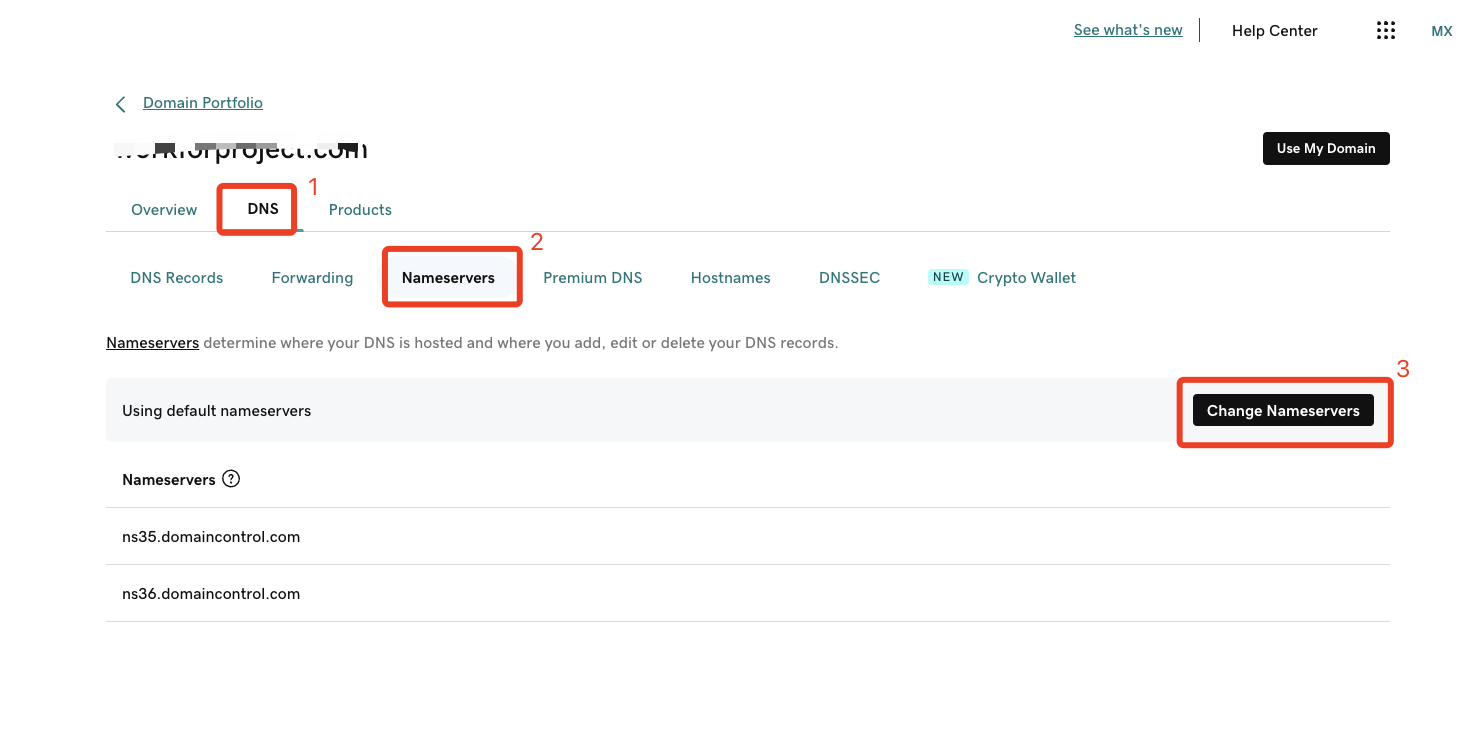 See what's new Help Center MX
Domain Portfolio
workforproject.com Use My Domain
1
Overview DNS Products
2
DNS Records Forwarding Nameservers Premium DNS Hostnames DNSSEC NEW Crypto Wallet
Nameservers determine where your DNS is hosted and where you add, edit or delete your DNS records.
3
Using default nameservers Change Nameservers
Nameservers ?
ns35.domaincontrol.com
ns36.domaincontrol.com